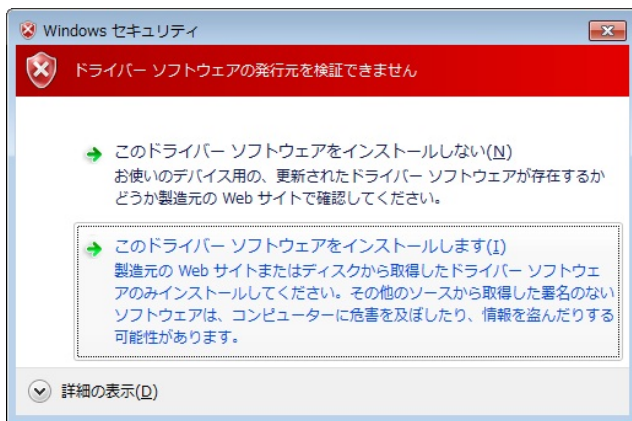 Windows セキュリティ
ドライバー ソフトウェアの発行元を検証できません
このドライバー ソフトウェアをインストールしない(N)
お使いのデバイス用の、更新されたドライバー ソフトウェアが存在するか
どうか製造元の Web サイトで確認してください。
このドライバー ソフトウェアをインストールします(I)
製造元の Web サイトまたはディスクから取得したドライバー ソフトウェ
アのみインストールしてください。その他のソースから取得した署名のない
ソフトウェアは、コンピューターに危害を及ぼしたり、情報を盗んだりする
可能性があります。
詳細の表示(D)